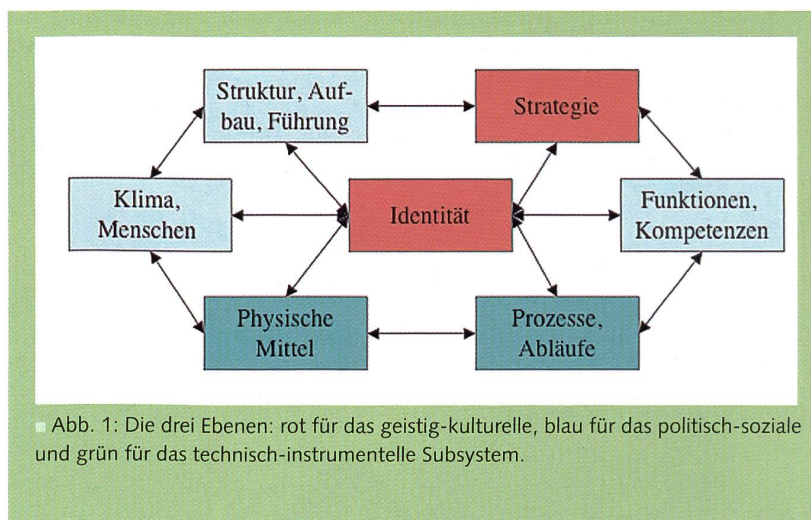 Struktur, Auf-
bau, Führung
Strategie
Klima,
Menschen
Identität
Funktionen,
Kompetenzen
Physische
Mittel
Prozesse,
Abläufe
Abb. 1: Die drei Ebenen: rot für das geistig-kulturelle, blau für das politisch-soziale
und grün für das technisch-instrumentelle Subsystem.